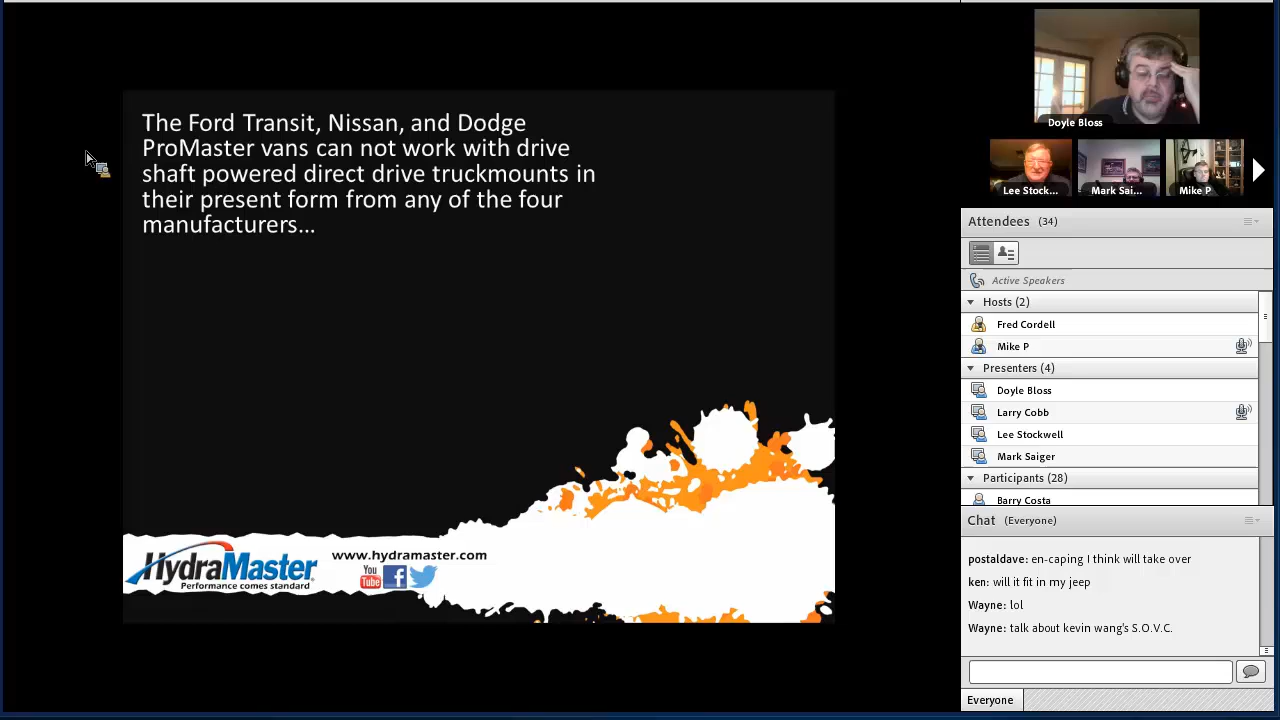 The Ford Transit, Nissan, and Dodge
ProMaster vans can not work with drive
shaft powered direct drive truckmounts in
their present form from any of the four
manufacturers...
HydraMaster
Performance comes standard
www.hydramaster.com
You
Tube
Doyle Bloss
Lee Stock...
Mark Sai...
Mike P
Attendees (34)
Active Speakers
Hosts (2)
Fred Cordell
Mike P
Presenters (4)
Doyle Bloss
Larry Cobb
Lee Stockwell
Mark Saiger
Participants (28)
Barry Costa
Chat (Everyone)
postaldave: en-caping I think will take over
ken: will it fit in my jeep
Wayne: lol
Wayne: talk about kevin wang's S.O.V.C.
Everyone